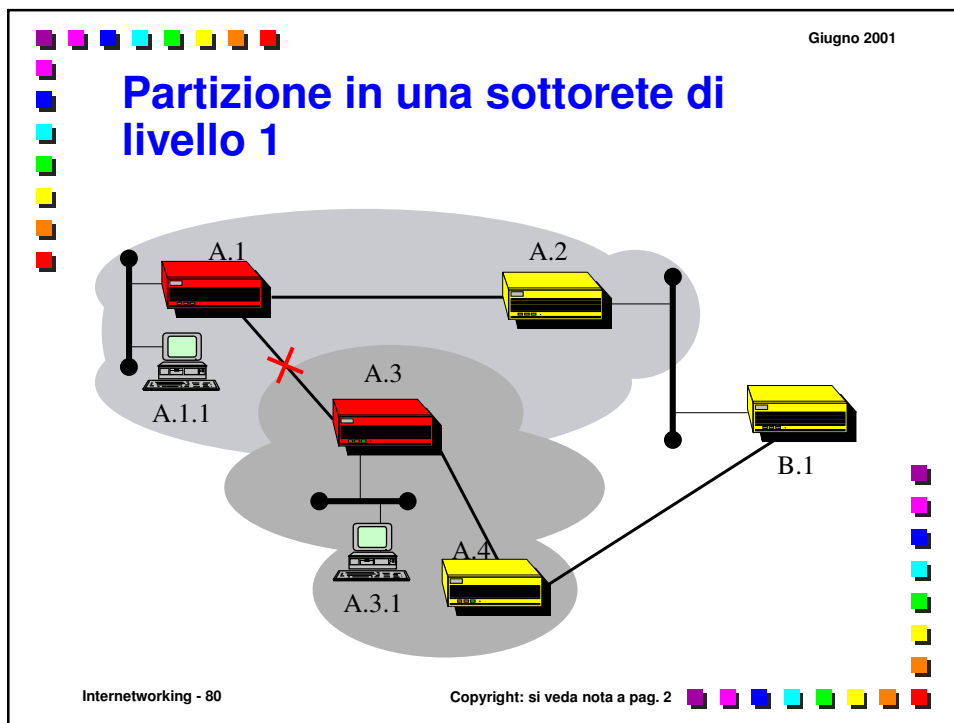 Giugno 2001
Partizione in una sottorete di
livello 1
A.1
A.2
A.1.1
A.3
B.1
A.4
A.3.1
Internetworking - 80
Copyright: si veda nota a pag. 2